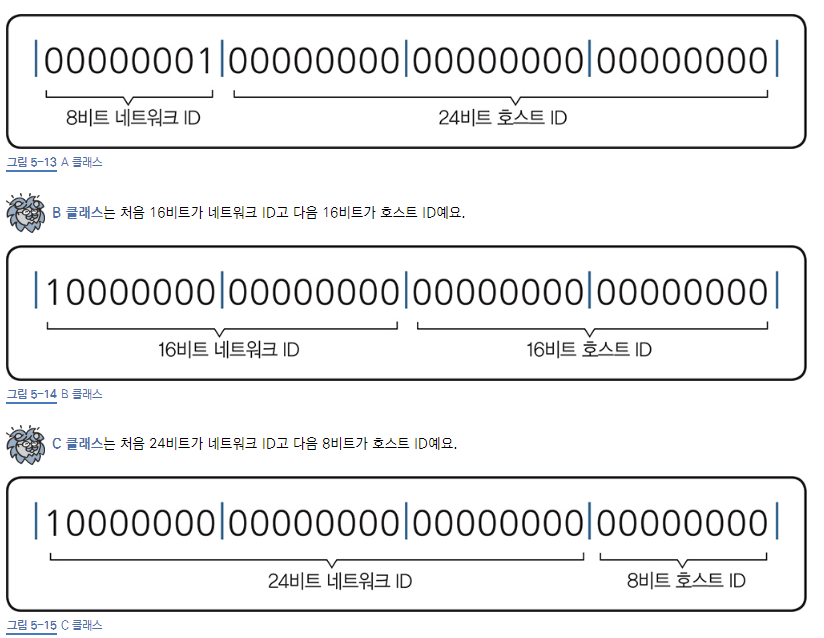 |00000001|00000000|00000000|00000000|
8비트 네트워크 ID 24비트 호스트 ID
그림 5-13 A 클래스
B 클래스는 처음 16비트가 네트워크 ID고 다음 16비트가 호스트 ID예요.
|10000000|00000000|00000000|00000000|
16비트 네트워크 ID 16비트 호스트 ID
그림 5-14 B 클래스
C 클래스는 처음 24비트가 네트워크 ID고 다음 8비트가 호스트 ID예요.
|10000000|00000000|00000000|00000000|
24비트 네트워크 ID 8비트 호스트 ID
그림 5-15 C 클래스